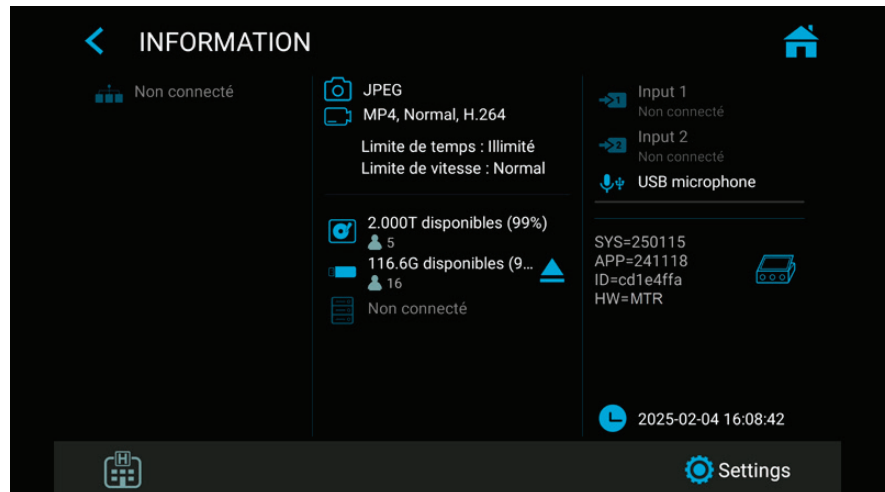 INFORMATION
Non connecté
JPEG
MP4, Normal, H.264
Limite de temps : Illimité
Limite de vitesse : Normal
2.000T disponibles (99%)
5
116.6G disponibles (9...
16
Non connecté
1
Input 1
Non connecté
2
Input 2
Non connecté
USB microphone
SYS=250115
APP=241118
ID=cd1e4ffa
HW=MTR
2025-02-04 16:08:42
H
Settings